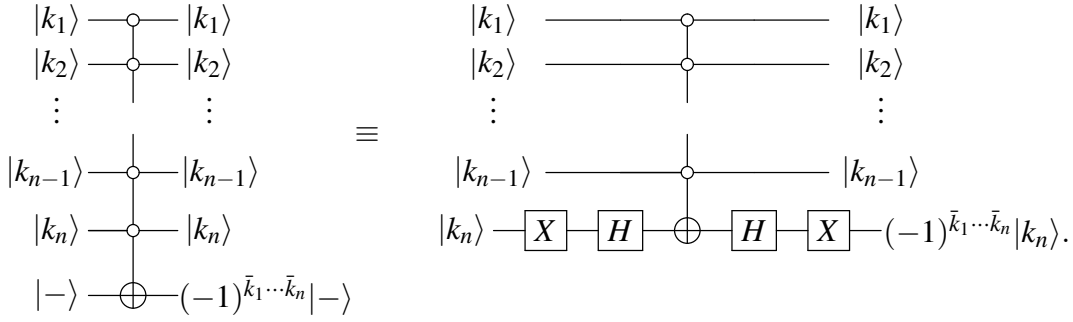 |k₁⟩ |k₁⟩ |k₁⟩ |k₁⟩
|k₂⟩ |k₂⟩ |k₂⟩ |k₂⟩
⋮ ⋮ ≡ ⋮ ⋮
|kₙ₋₁⟩ |kₙ₋₁⟩ |kₙ₋₁⟩ |kₙ₋₁⟩
|kₙ⟩ |kₙ⟩ |kₙ⟩ X H H X (−1)^{k̄₁⋯k̄ₙ}|kₙ⟩.
|−⟩ (−1)^{k̄₁⋯k̄ₙ}|−⟩